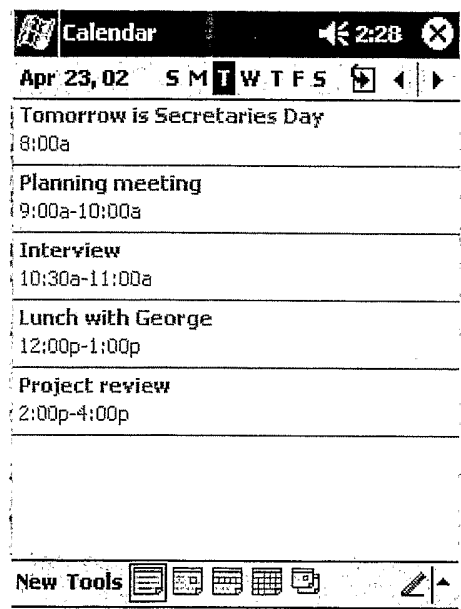 Calendar 2:28
Apr 23, 02 S M T W T F S
Tomorrow is Secretaries Day
8:00a
Planning meeting
9:00a-10:00a
Interview
10:30a-11:00a
Lunch with George
12:00p-1:00p
Project review
2:00p-4:00p
New Tools